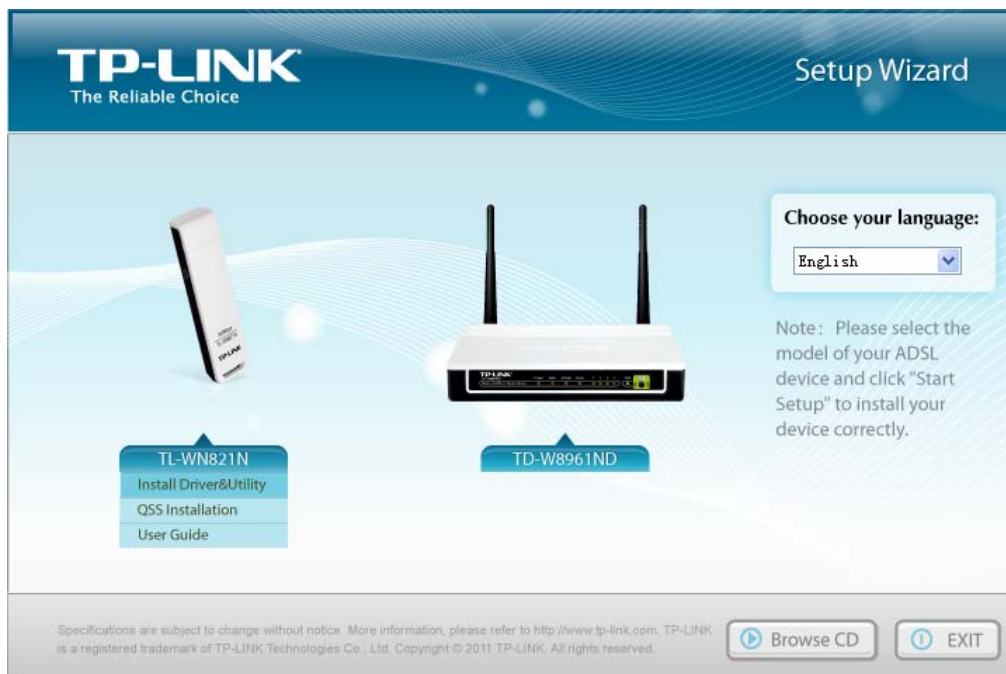 TP-LINK
The Reliable Choice
Setup Wizard
Choose your language:
English
Note: Please select the
model of your ADSL
device and click "Start
Setup" to install your
device correctly.
TP-LINK
TP-LINK
TL-WN821N
Install Driver&Utility
QSS Installation
User Guide
TD-W8961ND
Specifications are subject to change without notice. More information, please refer to http://www.tp-link.com, TP-LINK
is a registered trademark of TP-LINK Technologies Co., Ltd. Copyright © 2011 TP-LINK. All rights reserved.
Browse CD
EXIT